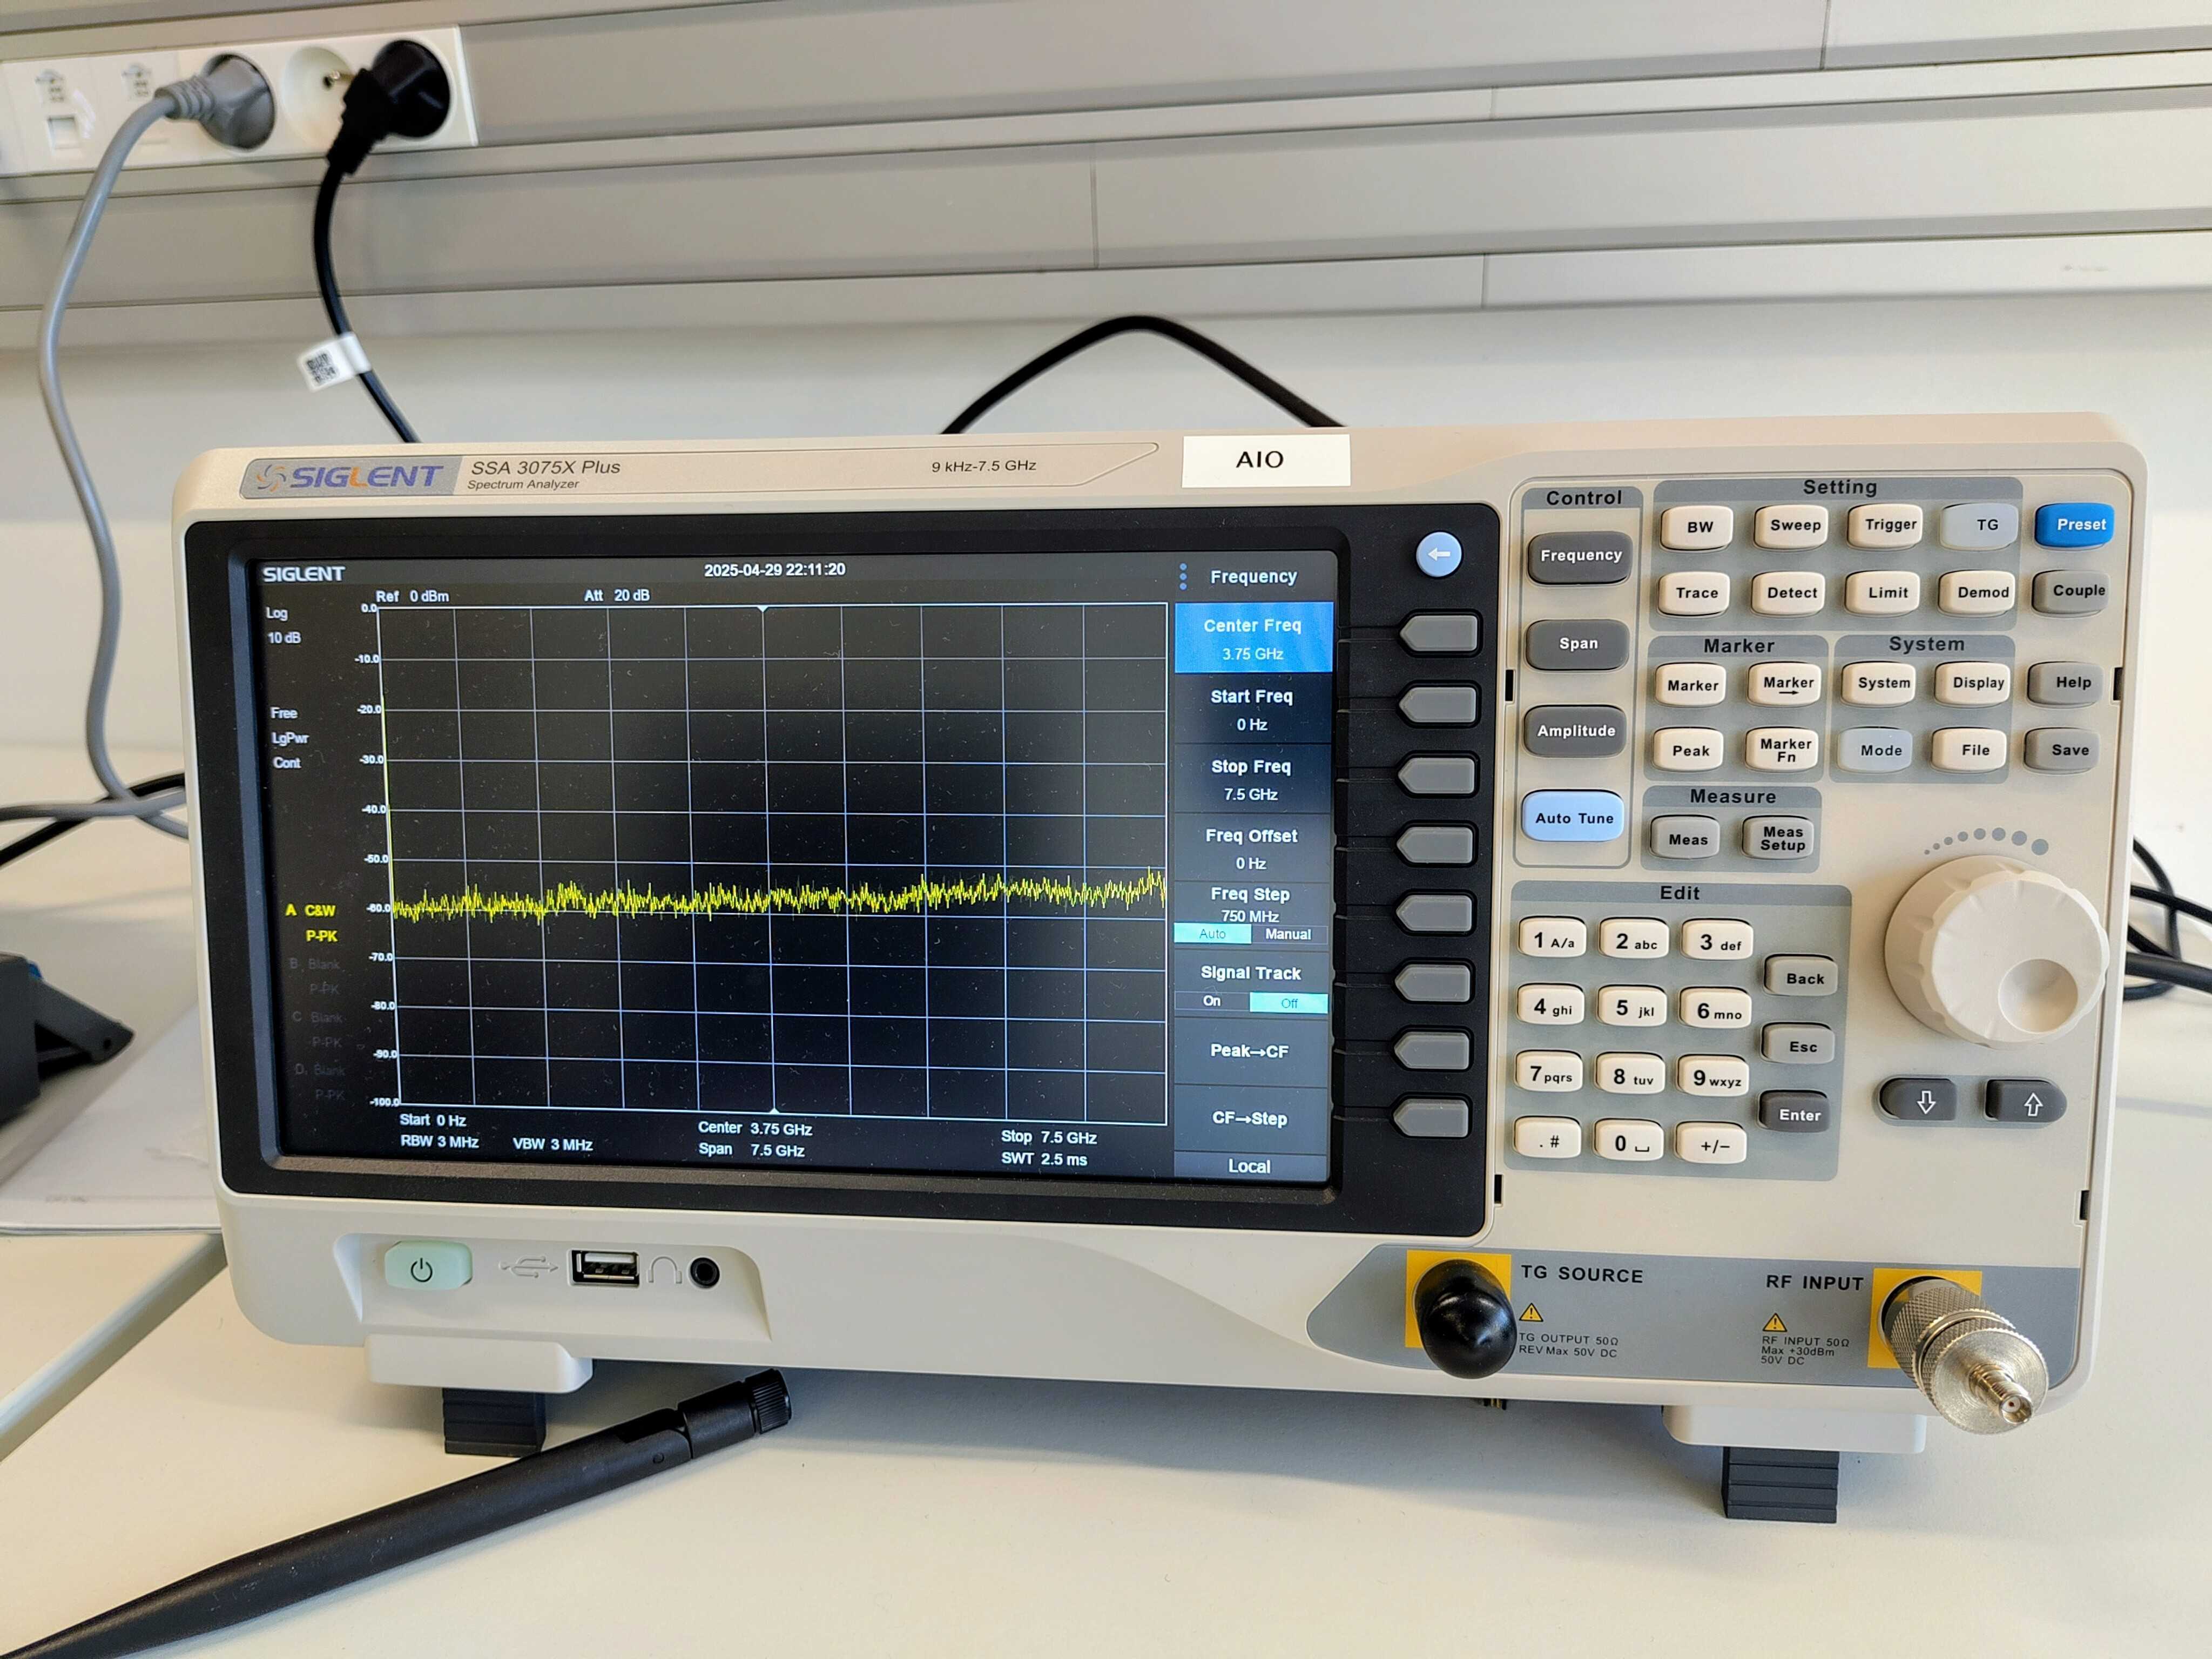 SIGLENT
SSA 3075X Plus
Spectrum Analyzer
9 kHz-7.5 GHz
AIO
SIGLENT
2025-04-29 22:11:20
Ref 0 dBm
Att 20 dB
Log
10 dB
Free
LgPwr
Cont
A C&W
P-PK
B Blank
P-PK
C Blank
P-PK
D Blank
P-PK
0.0
-10.0
-20.0
-30.0
-40.0
-50.0
-60.0
-70.0
-80.0
-90.0
-100.0
Start 0 Hz
RBW 3 MHz
VBW 3 MHz
Center 3.75 GHz
Span 7.5 GHz
Stop 7.5 GHz
SWT 2.5 ms
Frequency
Center Freq
3.75 GHz
Start Freq
0 Hz
Stop Freq
7.5 GHz
Freq Offset
0 Hz
Freq Step
750 MHz
Auto Manual
Signal Track
On Off
Peak→CF
CF→Step
Local
Control
Frequency
Span
Amplitude
Auto Tune
Setting
BW Sweep Trigger TG
Trace Detect Limit Demod
Preset
Couple
Marker
Marker Marker→
Peak Marker Fn
System
System Display
Mode File
Help
Save
Measure
Meas Meas Setup
Edit
1 A/a 2 abc 3 def
4 ghi 5 jkl 6 mno
7 pqrs 8 tuv 9 wxyz
. # 0 +/−
Back
Esc
Enter
TG SOURCE
TG OUTPUT 50Ω
REV Max 50V DC
RF INPUT
RF INPUT 50Ω
Max +30dBm
50V DC